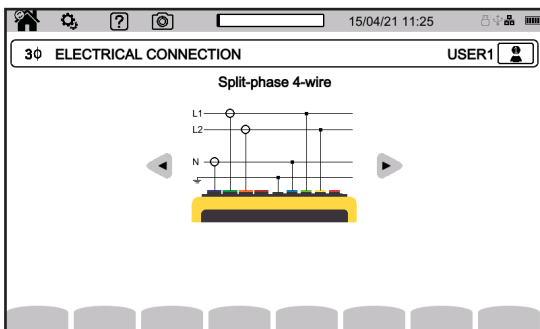 ? 15/04/21 11:25
3ϕ ELECTRICAL CONNECTION USER1
Split-phase 4-wire
L1
L2
N